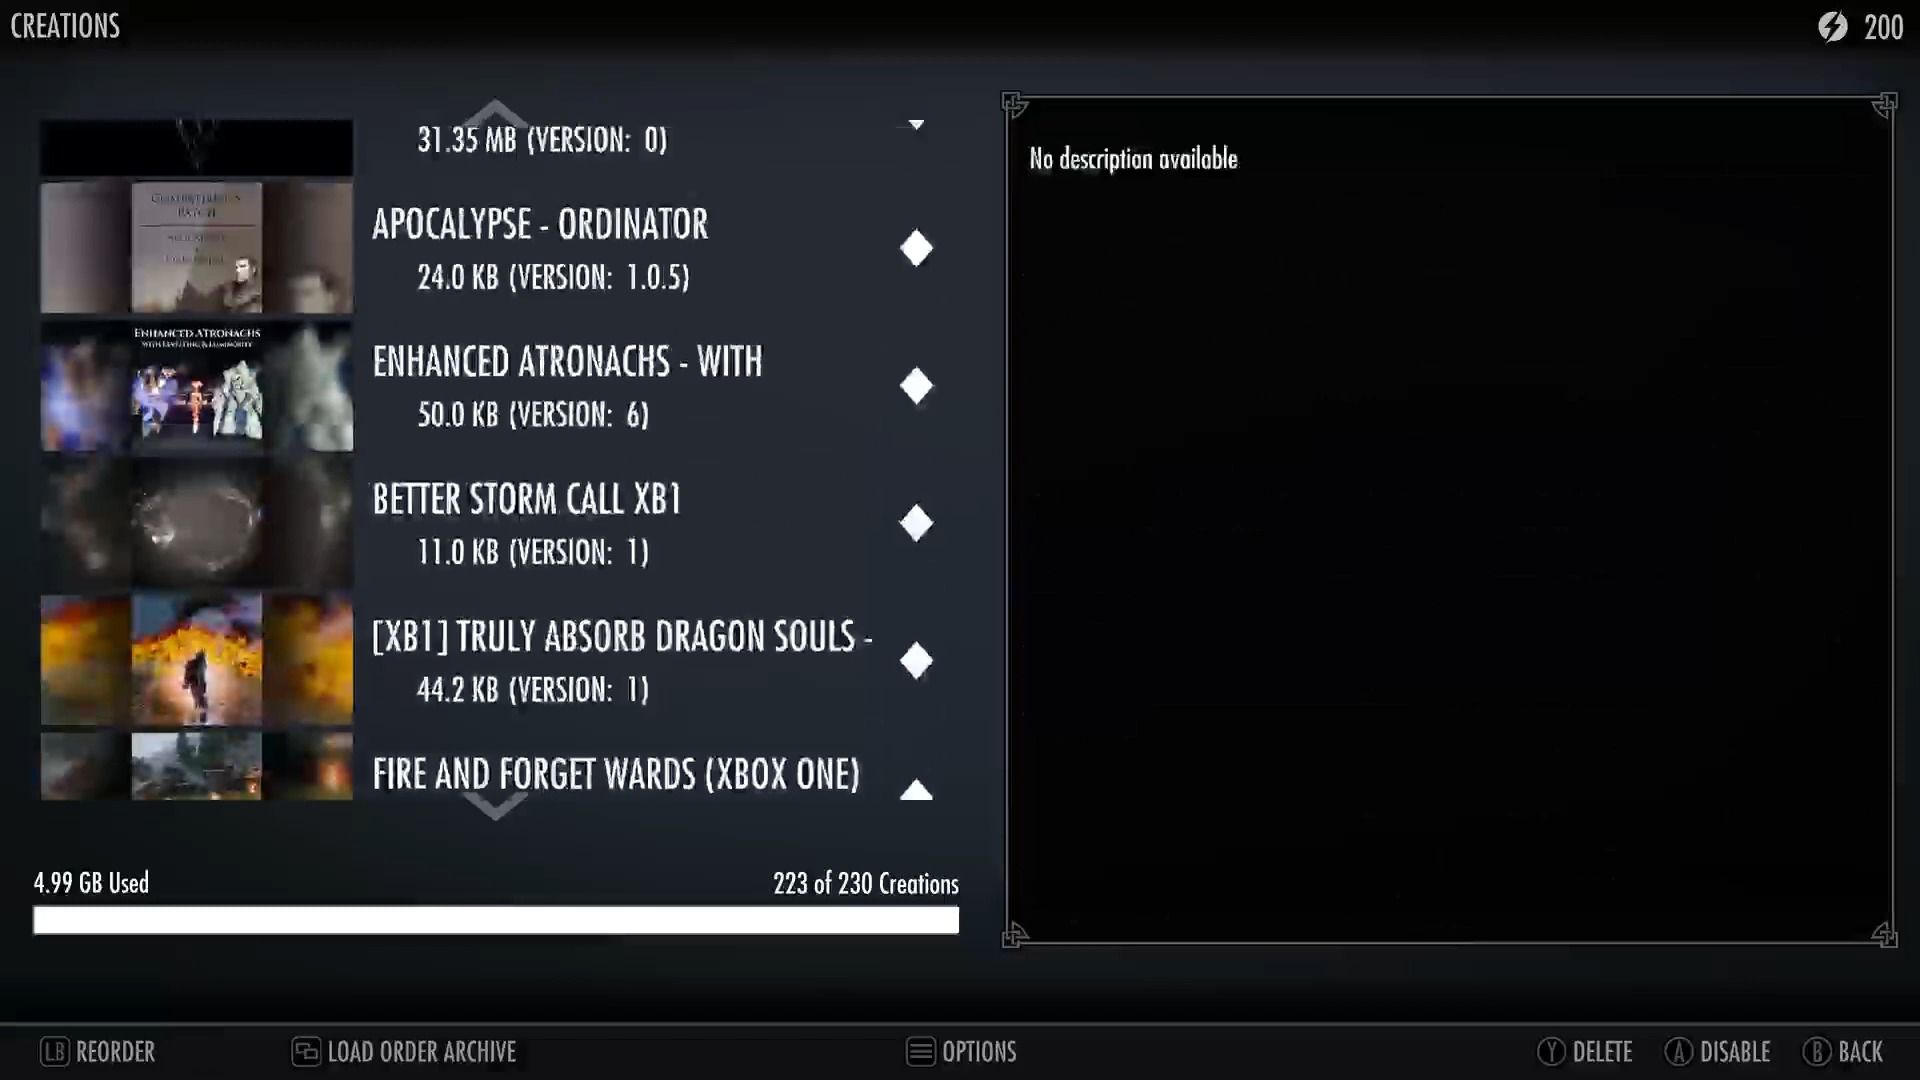 CREATIONS
200
31.35 MB (VERSION: 0)
APOCALYPSE - ORDINATOR
24.0 KB (VERSION: 1.0.5)
ENHANCED ATRONACHS
ENHANCED ATRONACHS - WITH
50.0 KB (VERSION: 6)
BETTER STORM CALL XB1
11.0 KB (VERSION: 1)
[XB1] TRULY ABSORB DRAGON SOULS -
44.2 KB (VERSION: 1)
FIRE AND FORGET WARDS (XBOX ONE)
4.99 GB Used
223 of 230 Creations
No description available
LB REORDER
LOAD ORDER ARCHIVE
OPTIONS
Y DELETE
A DISABLE
B BACK